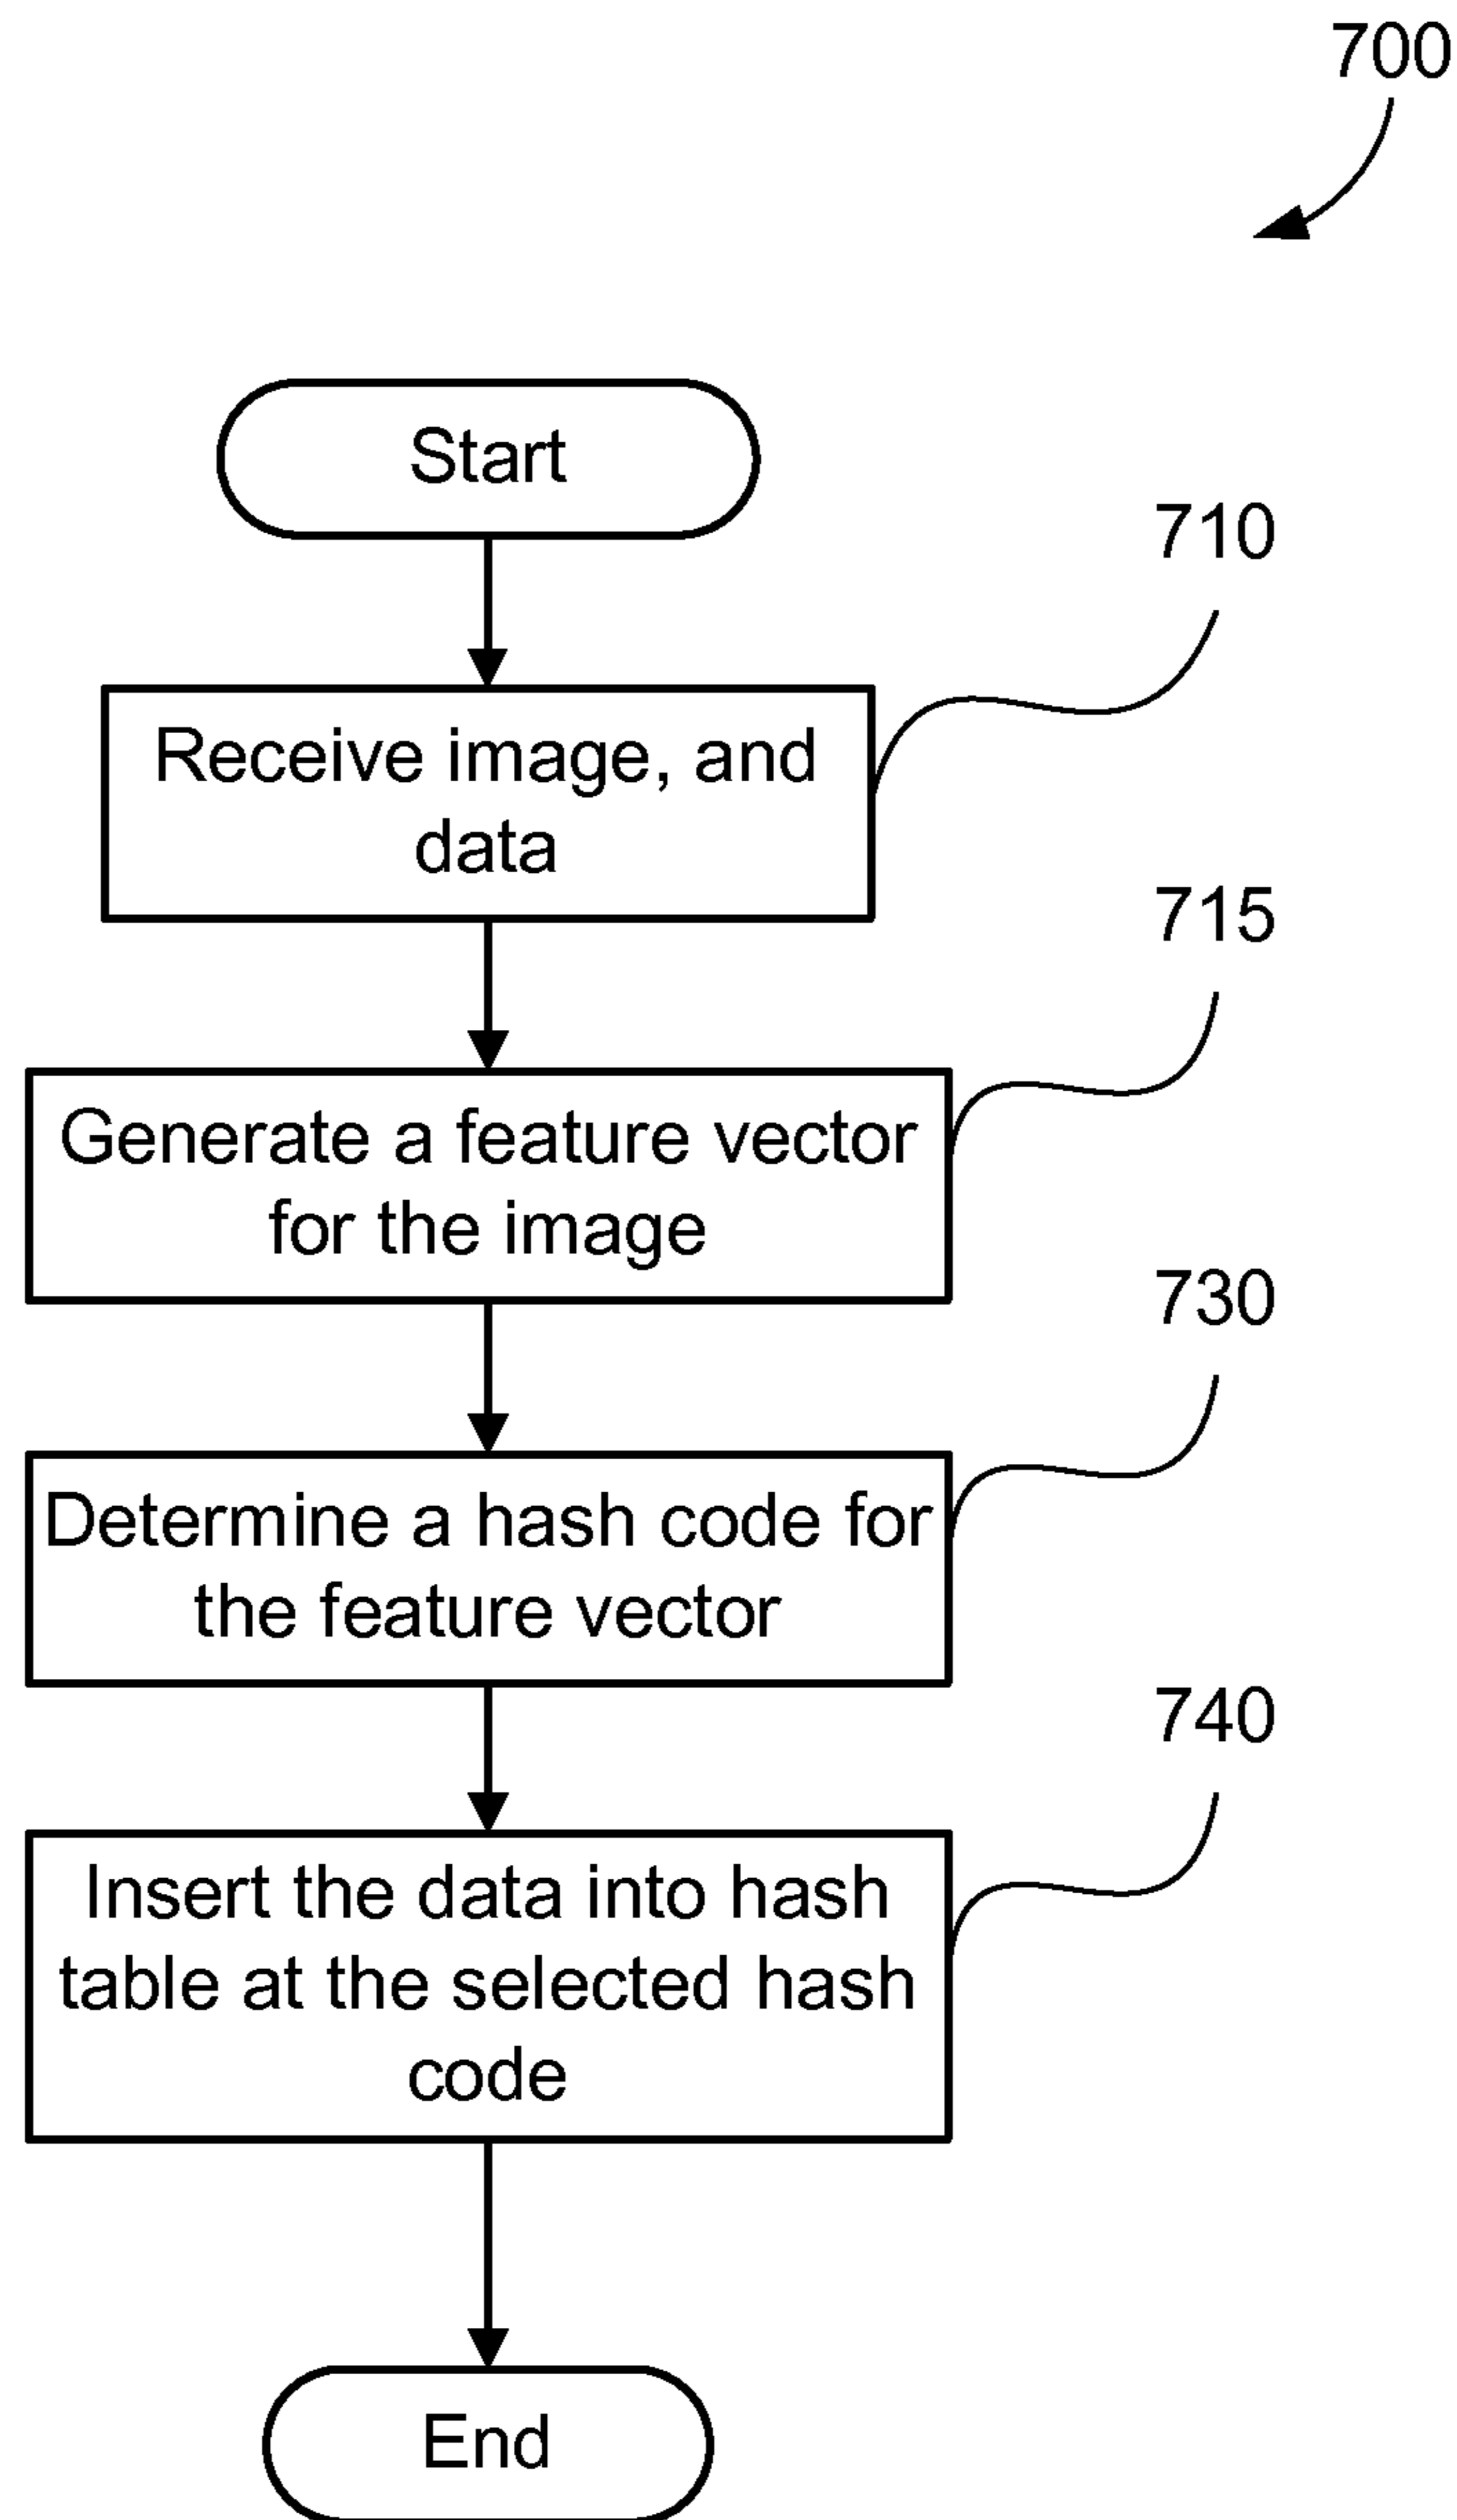 700
Start
710
Receive image, and
data
715
Generate a feature vector
for the image
730
Determine a hash code for
the feature vector
740
Insert the data into hash
table at the selected hash
code
End